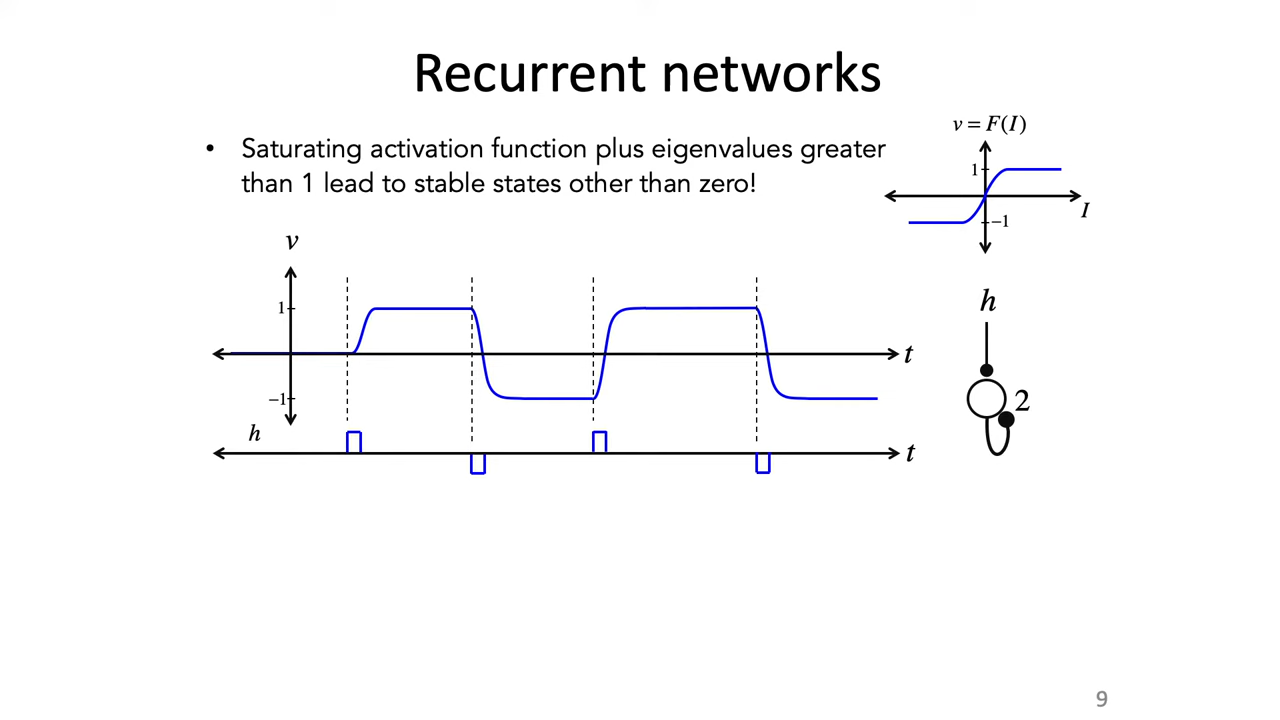 Recurrent networks
• Saturating activation function plus eigenvalues greater
than 1 lead to stable states other than zero!
v = F(I)
1
-1
I
v
1
-1
t
h
t
h
2
9